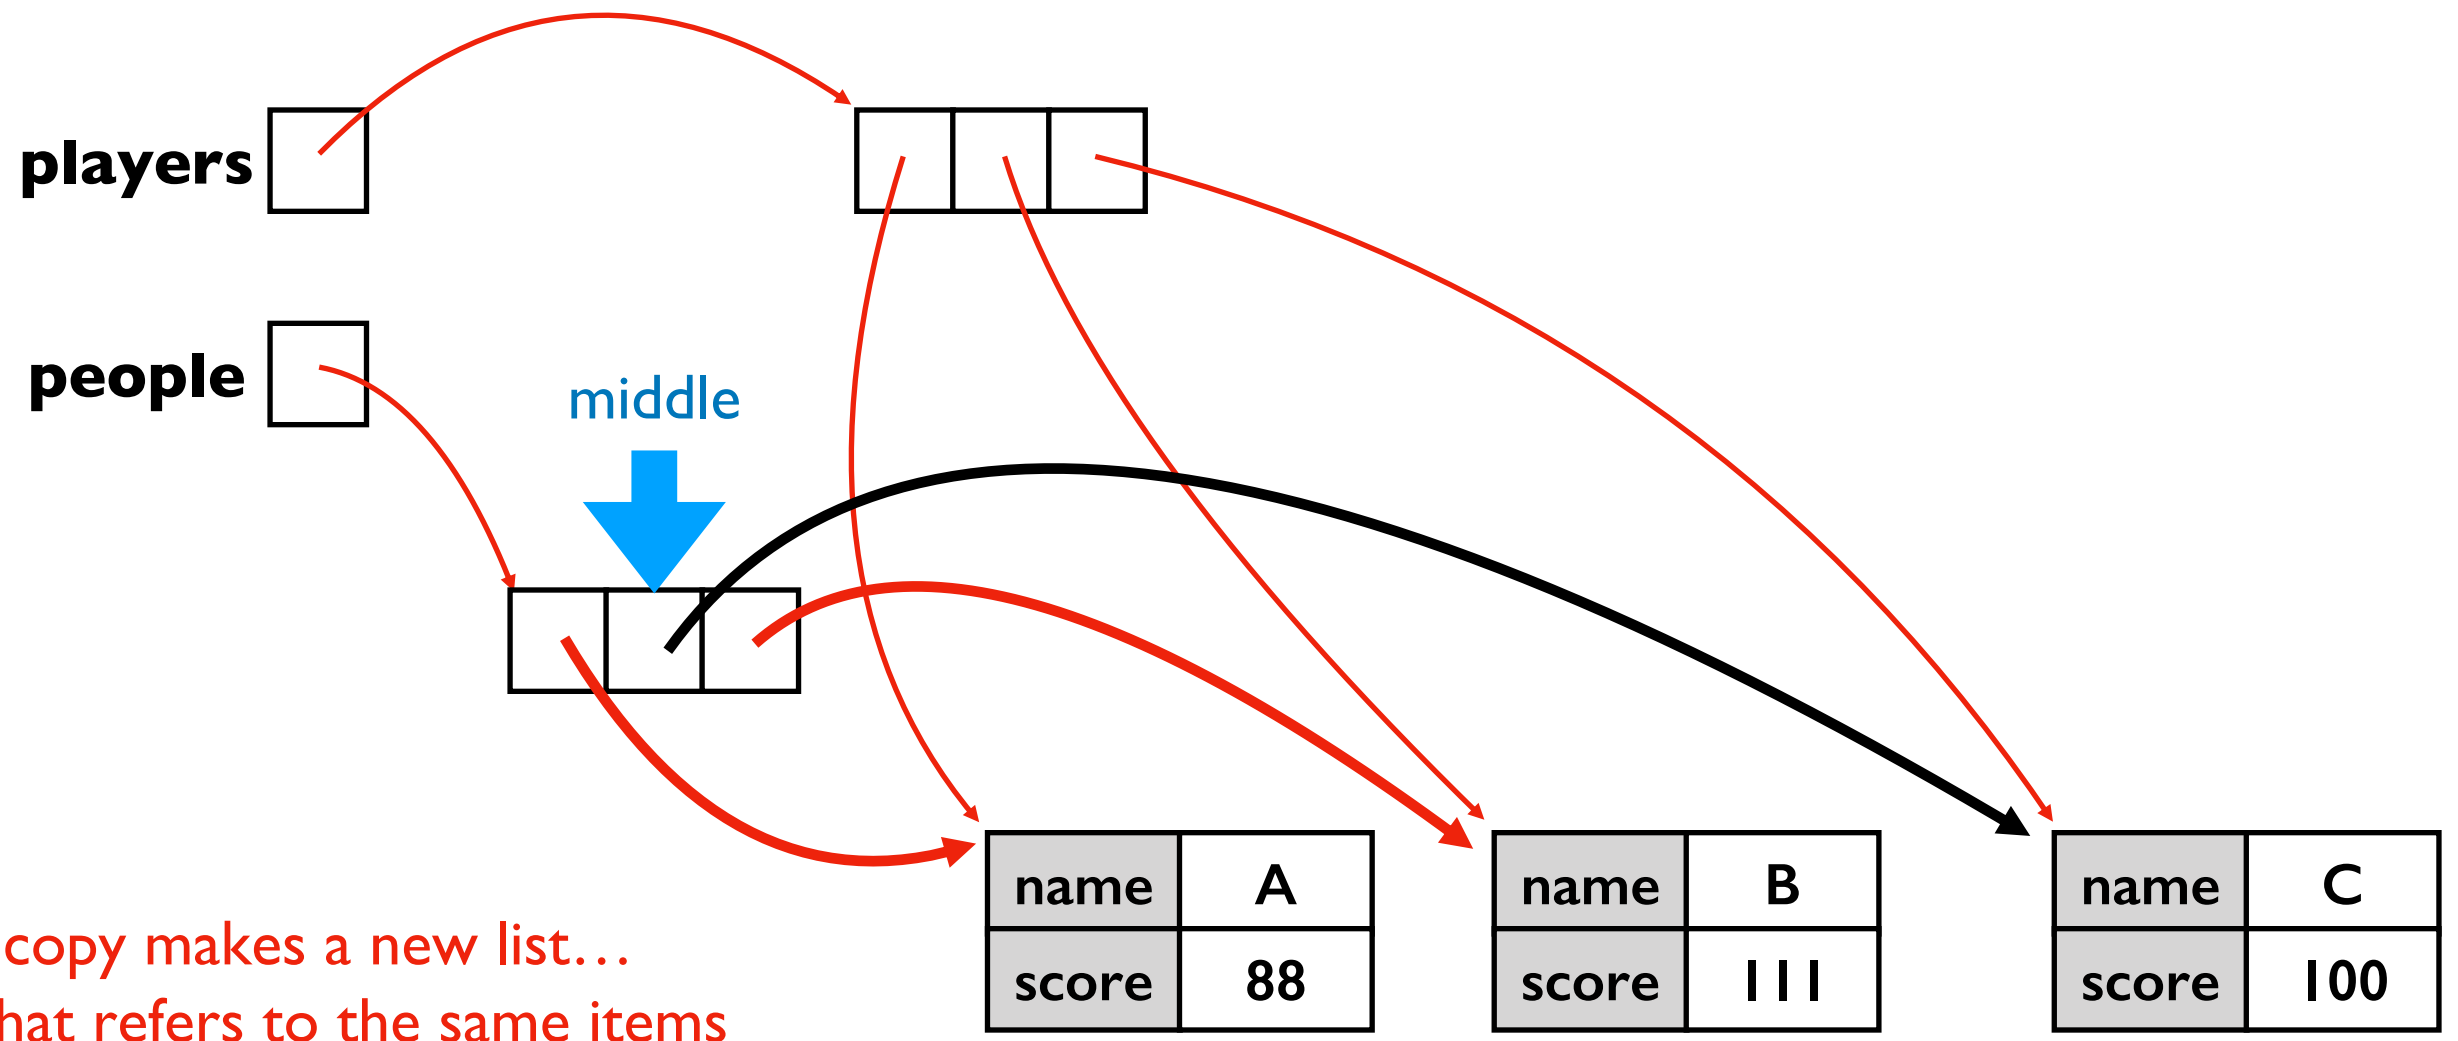 players
people
middle
name A
score 88
name B
score 111
name C
score 100
copy makes a new list…
hat refers to the same items